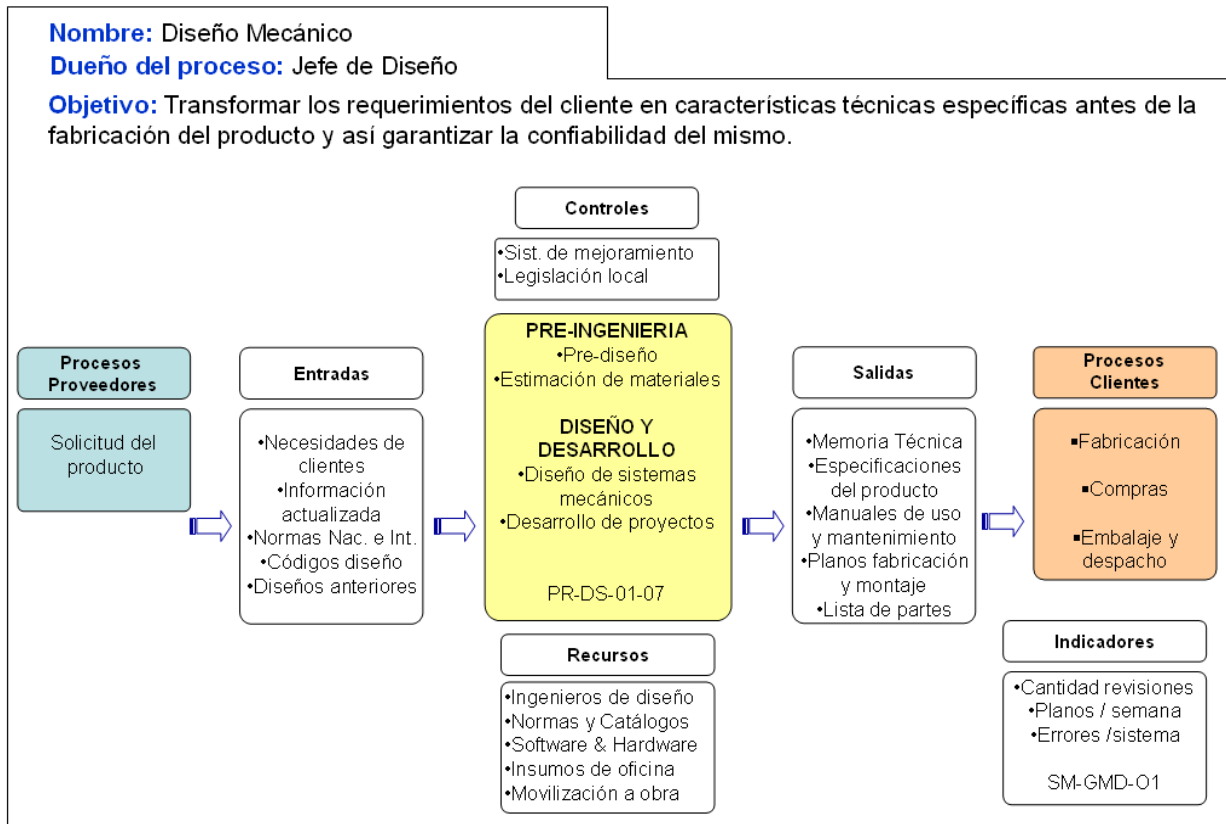 Nombre: Diseño Mecánico
Dueño del proceso: Jefe de Diseño
Objetivo: Transformar los requerimientos del cliente en características técnicas específicas antes de la
fabricación del producto y así garantizar la confiabilidad del mismo.
Controles
•Sist. de mejoramiento
•Legislación local
Procesos
Proveedores
Solicitud del
producto
Entradas
•Necesidades de
clientes
•Información
actualizada
•Normas Nac. e Int.
•Códigos diseño
•Diseños anteriores
PRE-INGENIERIA
•Pre-diseño
•Estimación de materiales
DISEÑO Y
DESARROLLO
•Diseño de sistemas
mecánicos
•Desarrollo de proyectos
PR-DS-01-07
Salidas
•Memoria Técnica
•Especificaciones
del producto
•Manuales de uso
y mantenimiento
•Planos fabricación
y montaje
•Lista de partes
Procesos
Clientes
▪Fabricación
▪Compras
▪Embalaje y
despacho
Recursos
•Ingenieros de diseño
•Normas y Catálogos
•Software & Hardware
•Insumos de oficina
•Movilización a obra
Indicadores
•Cantidad revisiones
•Planos / semana
•Errores /sistema
SM-GMD-O1